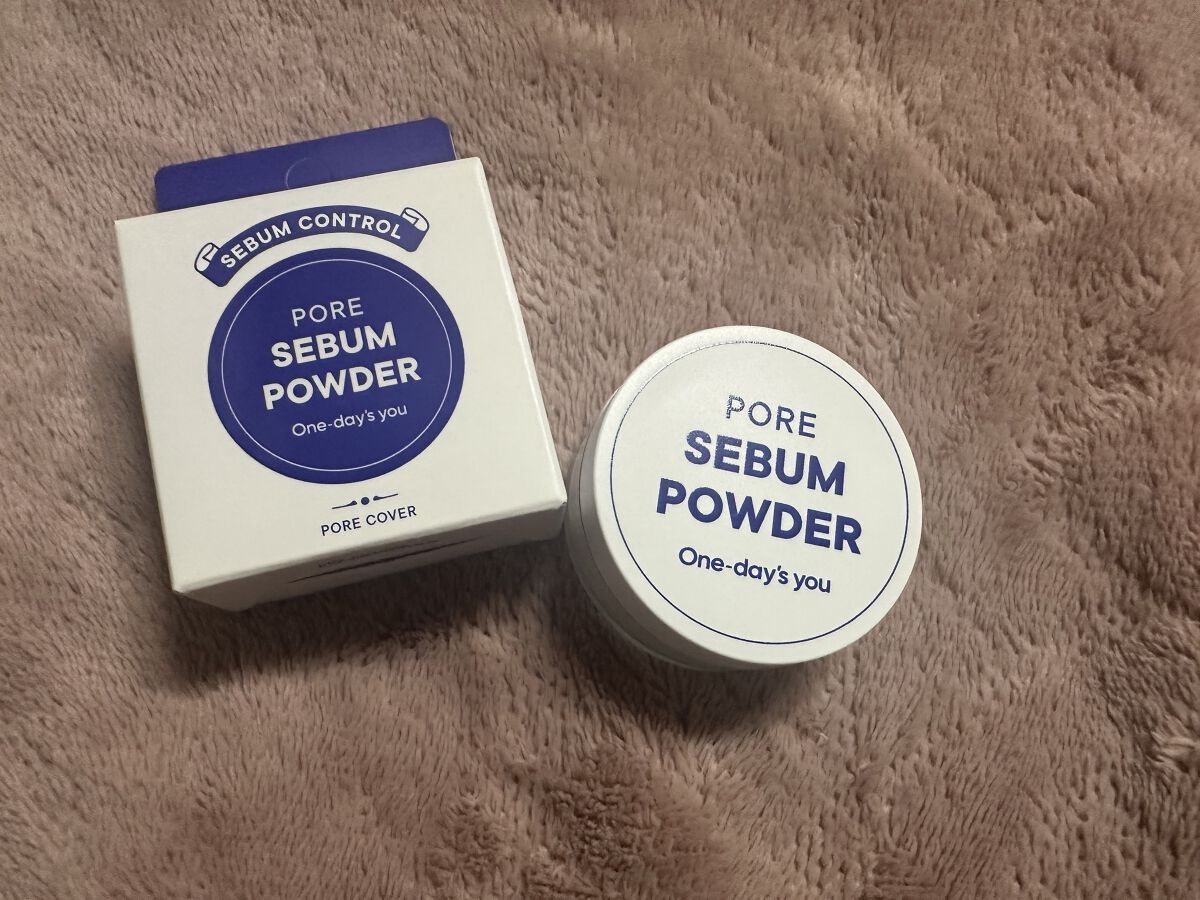 SEBUM CONTROL
PORE
SEBUM
POWDER
One-day's you
PORE COVER
PORE
SEBUM
POWDER
One-day's you